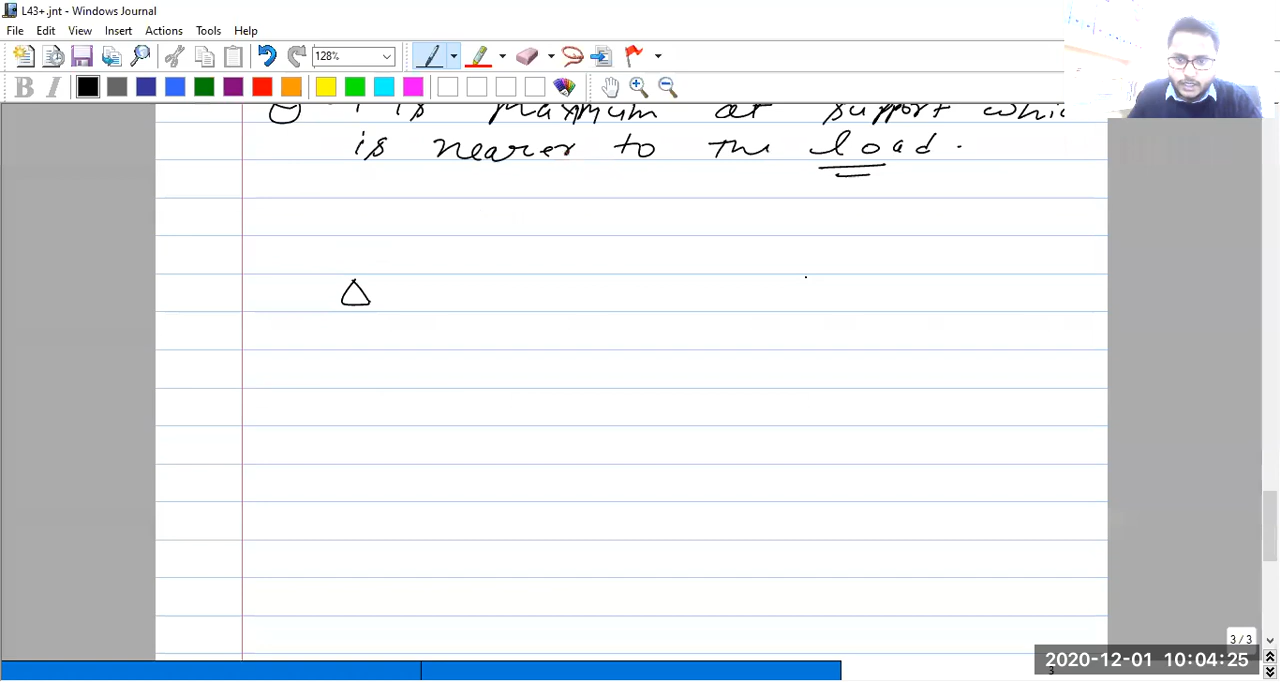 L43+.jnt - Windows Journal
File Edit View Insert Actions Tools Help
128%
B I
is maximum at support
is nearer to the load.
3 / 3
2020-12-01 10:04:25
3